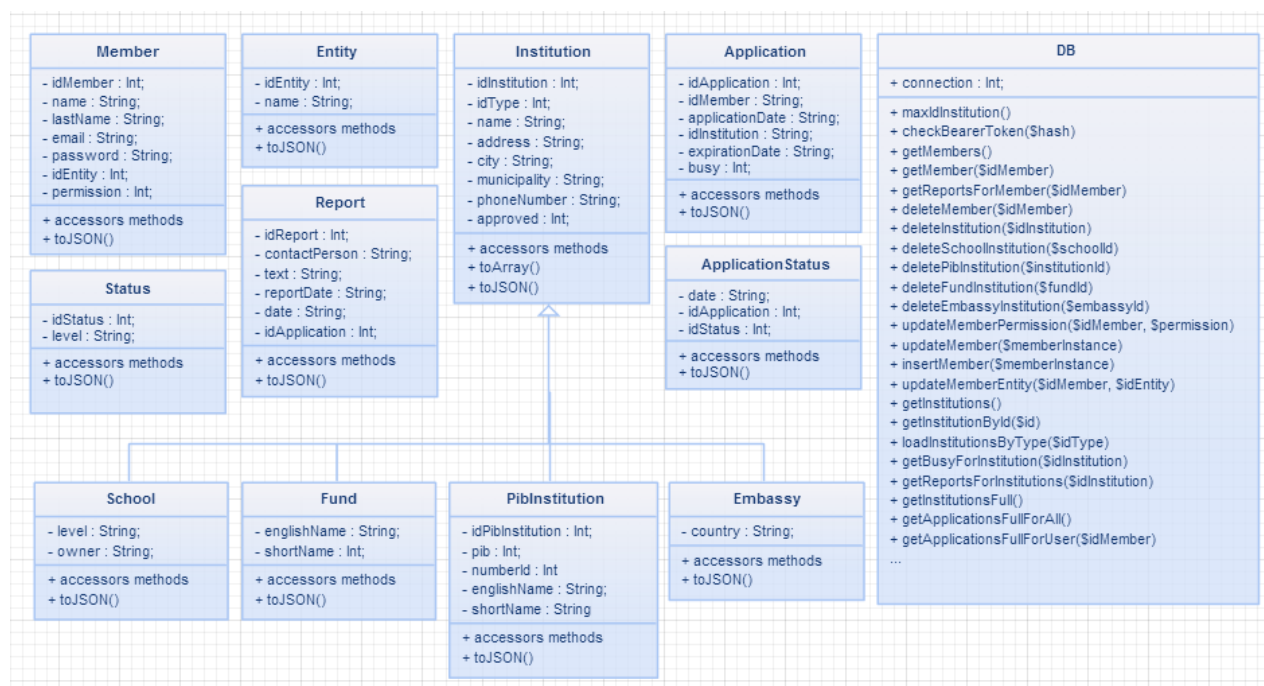 Member
- idMember : Int;
- name : String;
- lastName : String;
- email : String;
- password : String;
- idEntity : Int;
- permission : Int;
+ accessors methods
+ toJSON()
Entity
- idEntity : Int;
- name : String;
+ accessors methods
+ toJSON()
Institution
- idInstitution : Int;
- idType : Int;
- name : String;
- address : String;
- city : String;
- municipality : String;
- phoneNumber : String;
- approved : Int;
+ accessors methods
+ toArray()
+ toJSON()
Application
- idApplication : Int;
- idMember : String;
- applicationDate : String;
- idInstitution : String;
- expirationDate : String;
- busy : Int;
+ accessors methods
+ toJSON()
DB
+ connection : Int;
+ maxIdInstitution()
+ checkBearerToken($hash)
+ getMembers()
+ getMember($idMember)
+ getReportsForMember($idMember)
+ deleteMember($idMember)
+ deleteInstitution($idInstitution)
+ deleteSchoolInstitution($schoolId)
+ deletePibInstitution($institutionId)
+ deleteFundInstitution($fundId)
+ deleteEmbassyInstitution($embassyId)
+ updateMemberPermission($idMember, $permission)
+ updateMember($memberInstance)
+ insertMember($memberInstance)
+ updateMemberEntity($idMember, $idEntity)
+ getInstitutions()
+ getInstitutionById($id)
+ loadInstitutionsByType($idType)
+ getBusyForInstitution($idInstitution)
+ getReportsForInstitutions($idInstitution)
+ getInstitutionsFull()
+ getApplicationsFullForAll()
+ getApplicationsFullForUser($idMember)
...
Status
- idStatus : Int;
- level : String;
+ accessors methods
+ toJSON()
Report
- idReport : Int;
- contactPerson : String;
- text : String;
- reportDate : String;
- date : String;
- idApplication : Int;
+ accessors methods
+ toJSON()
ApplicationStatus
- date : String;
- idApplication : Int;
- idStatus : Int;
+ accessors methods
+ toJSON()
School
- level : String;
- owner : String;
+ accessors methods
+ toJSON()
Fund
- englishName : String;
- shortName : Int;
+ accessors methods
+ toJSON()
PibInstitution
- idPibInstitution : Int;
- pib : Int;
- numberId : Int
- englishName : String;
- shortName : String
+ accessors methods
+ toJSON()
Embassy
- country : String;
+ accessors methods
+ toJSON()